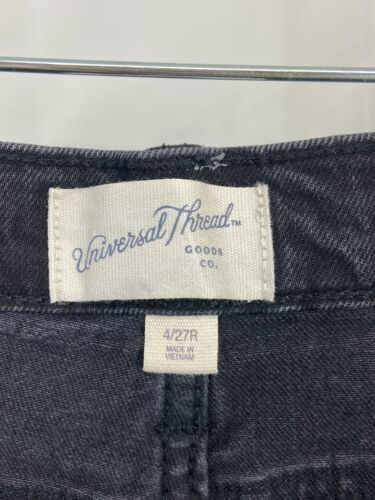 Universal Thread™
GOODS
CO.
4/27R
MADE IN
VIETNAM